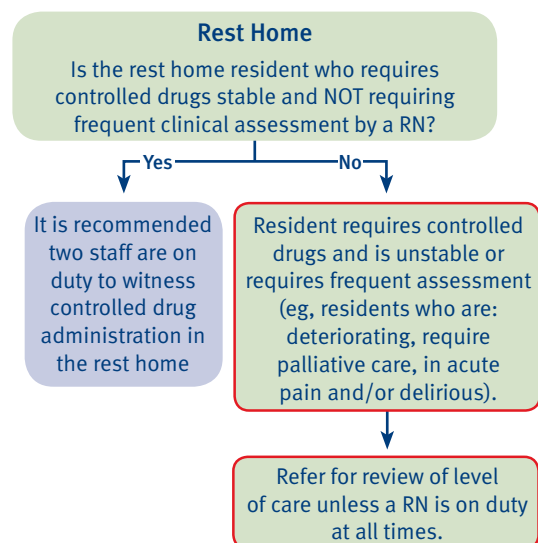 Rest Home
Is the rest home resident who requires
controlled drugs stable and NOT requiring
frequent clinical assessment by a RN?
Yes
No
It is recommended
two staff are on
duty to witness
controlled drug
administration in
the rest home
Resident requires controlled
drugs and is unstable or
requires frequent assessment
(eg, residents who are:
deteriorating, require
palliative care, in acute
pain and/or delirious).
Refer for review of level
of care unless a RN is on duty
at all times.